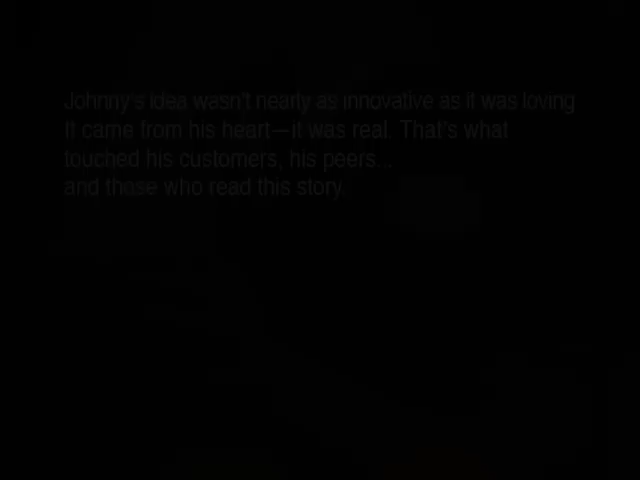 Johnny's idea wasn't nearly as innovative as it was loving
It came from his heart—it was real. That's what
touched his customers, his peers...
and those who read this story